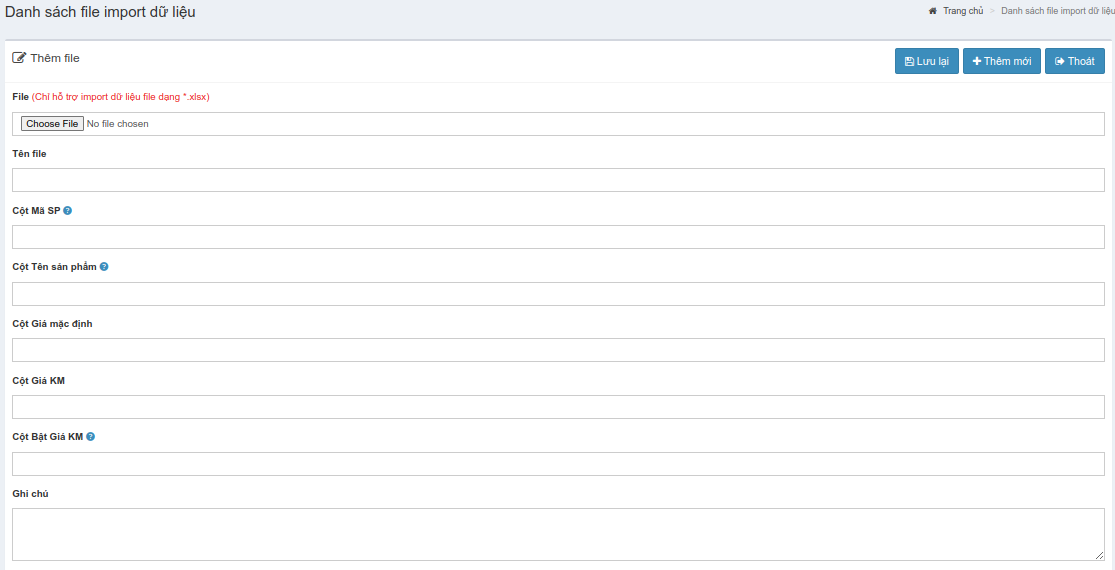 Danh sách file import dữ liệu
Trang chủ > Danh sách file import dữ liệu
Thêm file
Lưu lại Thêm mới Thoát
File (Chỉ hỗ trợ import dữ liệu file dạng *.xlsx)
Choose File No file chosen
Tên file
Cột Mã SP ?
Cột Tên sản phẩm ?
Cột Giá mặc định
Cột Giá KM
Cột Bật Giá KM ?
Ghi chú